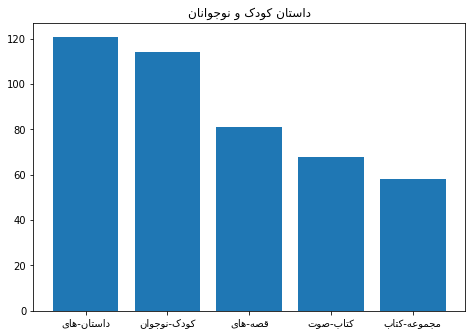 داستان کودک و نوجوانان
120
100
80
60
40
20
0
داستان-های
کودک-نوجوان
قصه-های
کتاب-صوت
مجموعه-کتاب